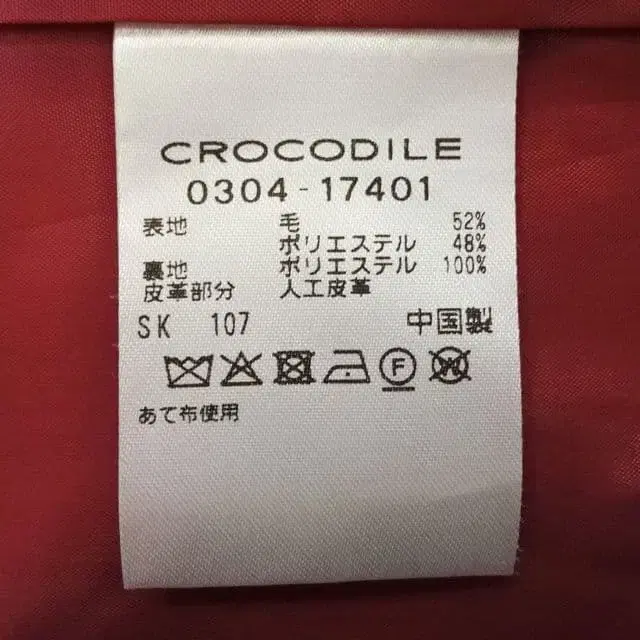 CROCODILE
0304-17401
表地 毛 52%
ポリエステル 48%
裏地 ポリエステル 100%
皮革部分 人工皮革
SK 107 中国製
F W
あて布使用